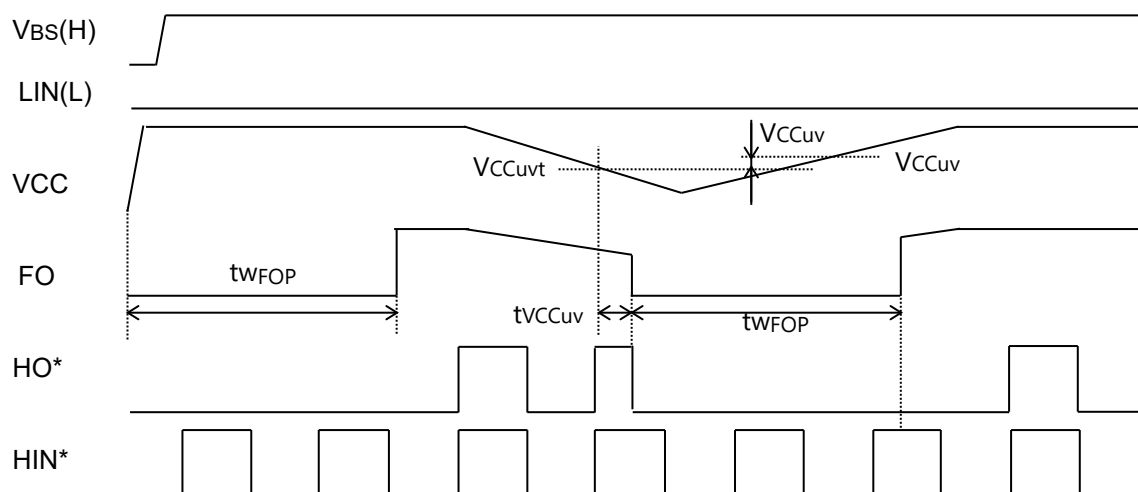 VBS(H)
LIN(L)
VCCuv
VCCuvt
VCCuv
VCC
FO
twFOP
tVCCuv
twFOP
HO*
HIN*